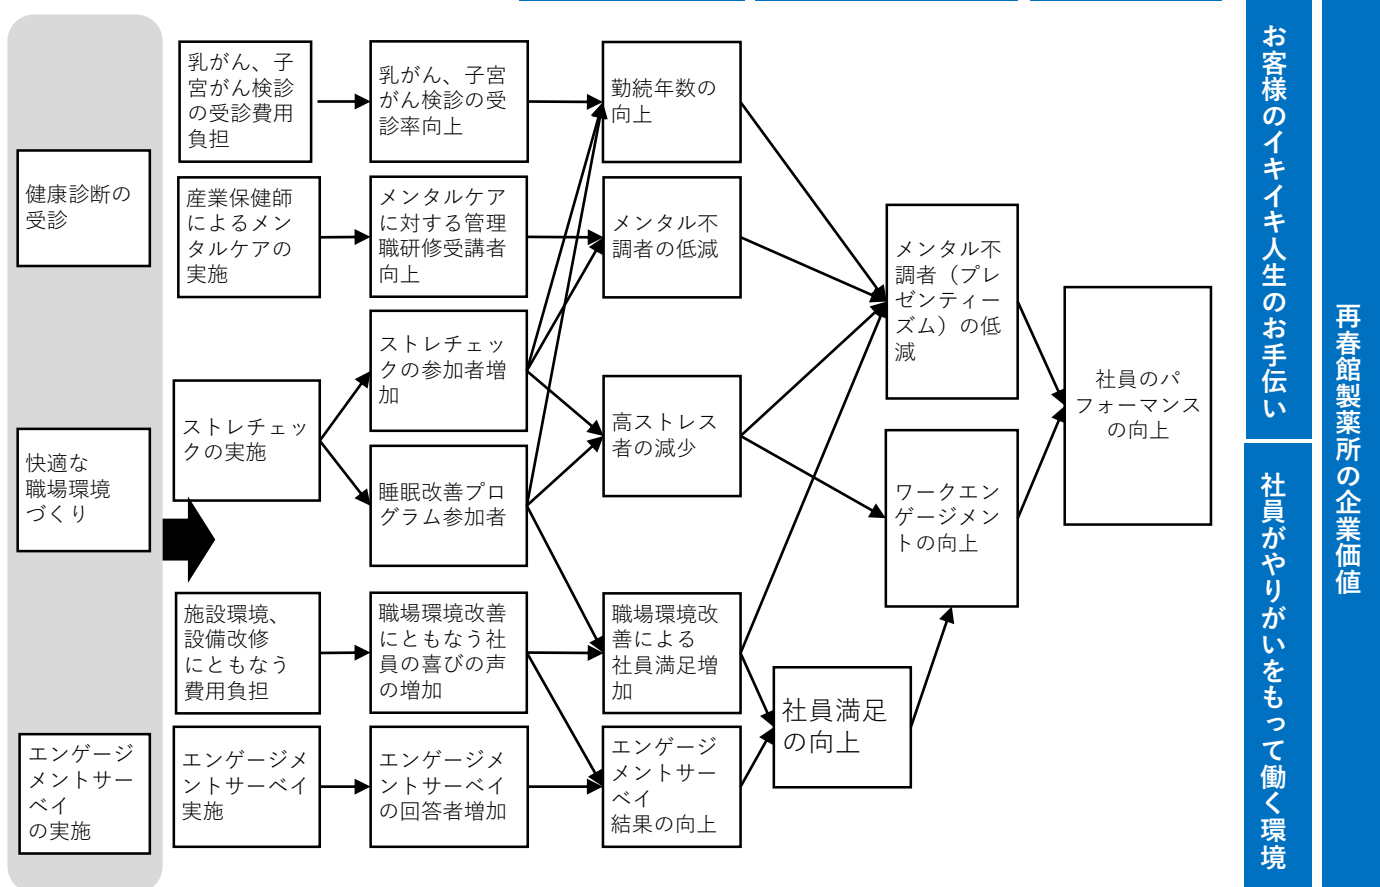 健康診断の
受診
快適な
職場環境
づくり
エンゲージ
メントサー
ベイ
の実施
乳がん、子
宮がん検診
の受診費用
負担
産業保健師
によるメン
タルケアの
実施
ストレチェッ
クの実施
施設環境、
設備改修
にともなう
費用負担
エンゲージメ
ントサーベイ
実施
乳がん、子宮
がん検診の受
診率向上
メンタルケア
に対する管理
職研修受講者
向上
ストレチェッ
クの参加者増
加
睡眠改善プロ
グラム参加者
職場環境改善
にともなう社
員の喜びの声
の増加
エンゲージメ
ントサーベイ
の回答者増加
勤続年数の
向上
メンタル不
調者の低減
高ストレス
者の減少
職場環境改
善による
社員満足増
加
エンゲージ
メントサー
ベイ
結果の向上
社員満足
の向上
メンタル不
調者（プレ
ゼンティー
ズム）の低
減
ワークエン
ゲージメン
トの向上
社員のパ
フォーマンス
の向上
お客様のイキイキ人生のお手伝い
社員がやりがいをもって働く環境
再春館製薬所の企業価値